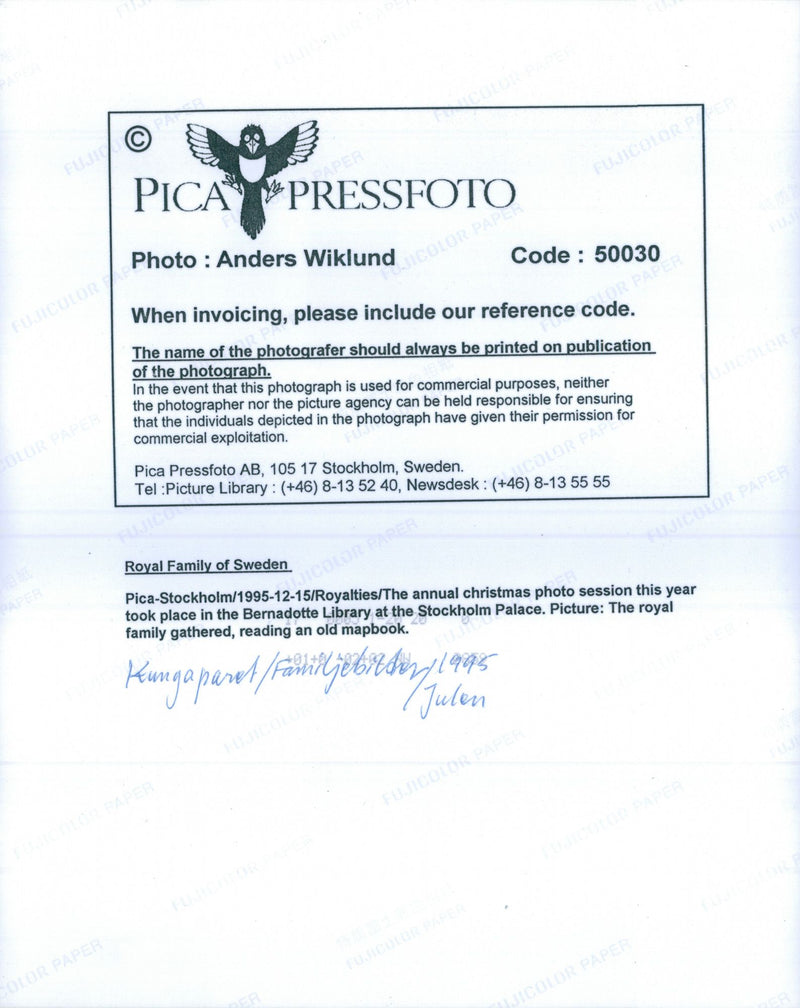 ©
PICA PRESSFOTO
Photo : Anders Wiklund Code : 50030
When invoicing, please include our reference code.
The name of the photografer should always be printed on publication
of the photograph.
In the event that this photograph is used for commercial purposes, neither
the photographer nor the picture agency can be held responsible for ensuring
that the individuals depicted in the photograph have given their permission for
commercial exploitation.
Pica Pressfoto AB, 105 17 Stockholm, Sweden.
Tel :Picture Library : (+46) 8-13 52 40, Newsdesk : (+46) 8-13 55 55
Royal Family of Sweden
Pica-Stockholm/1995-12-15/Royalties/The annual christmas photo session this year
took place in the Bernadotte Library at the Stockholm Palace. Picture: The royal
family gathered, reading an old mapbook.
Kungaparet/Familjebilder/1995
/Julen
FUJICOLOR PAPER